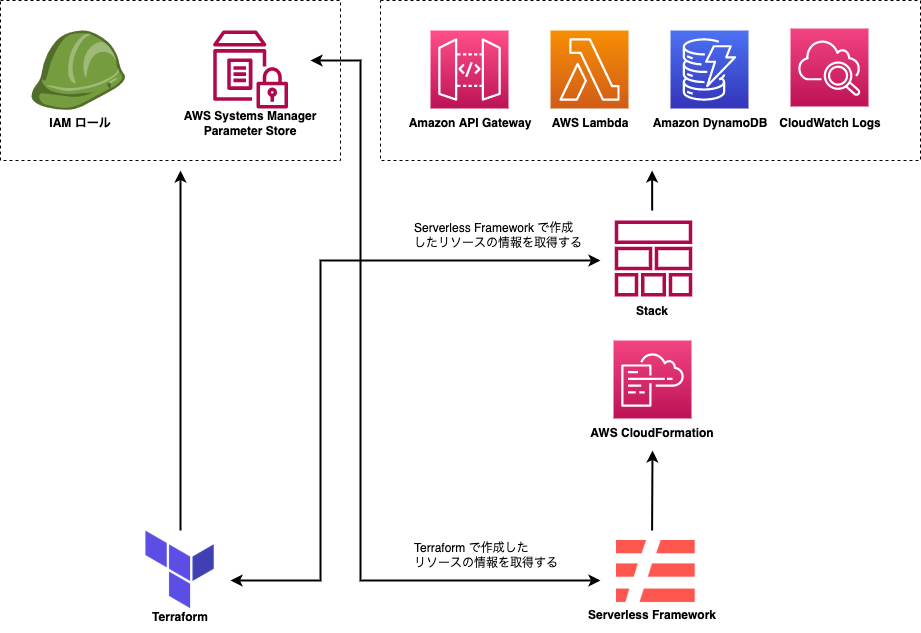 IAM ロール
AWS Systems Manager
Parameter Store
Amazon API Gateway
AWS Lambda
Amazon DynamoDB
CloudWatch Logs
Serverless Framework で作成
したリソースの情報を取得する
Stack
AWS CloudFormation
Terraform で作成した
リソースの情報を取得する
Terraform
Serverless Framework